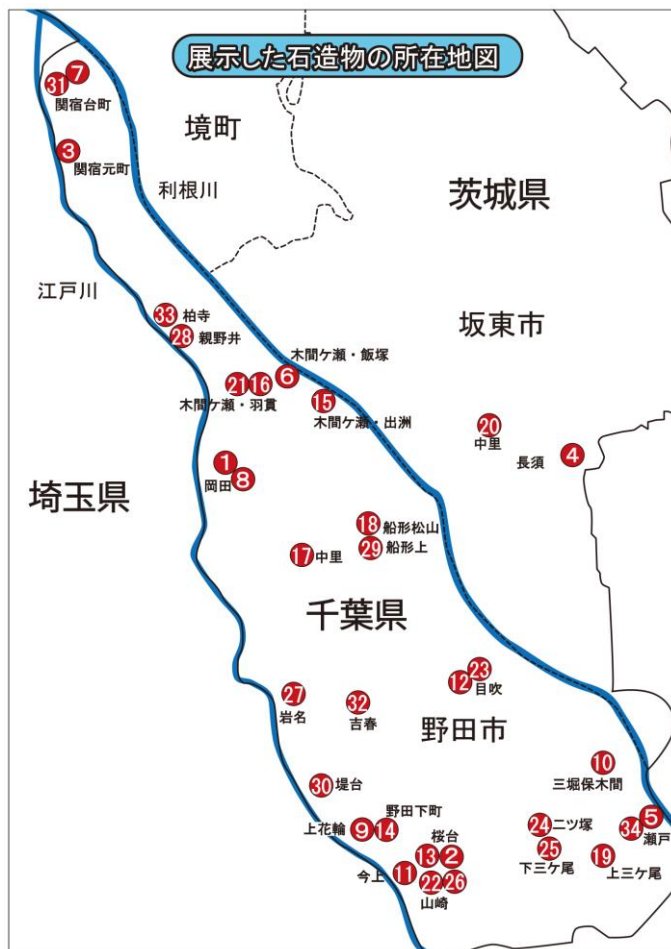 展示した石造物の所在地図
31 7
関宿台町
境町
3
関宿元町
利根川
茨城県
江戸川
33 柏寺
28 親野井
坂東市
木間ケ瀬・飯塚
6
21 16
木間ケ瀬・羽貫
15
木間ケ瀬・出洲
20
中里
長須 4
1
岡田 8
埼玉県
18 船形松山
29 船形上
17 中里
千葉県
23
12 目吹
27
岩名
32
吉春
野田市
10
三堀保木間
30 堤台
野田下町
上花輪 9 14
5
34 瀬戸
24 二ツ塚
25
下三ケ尾
19
上三ケ尾
桜台
13 2
今上 11
22 26
山崎